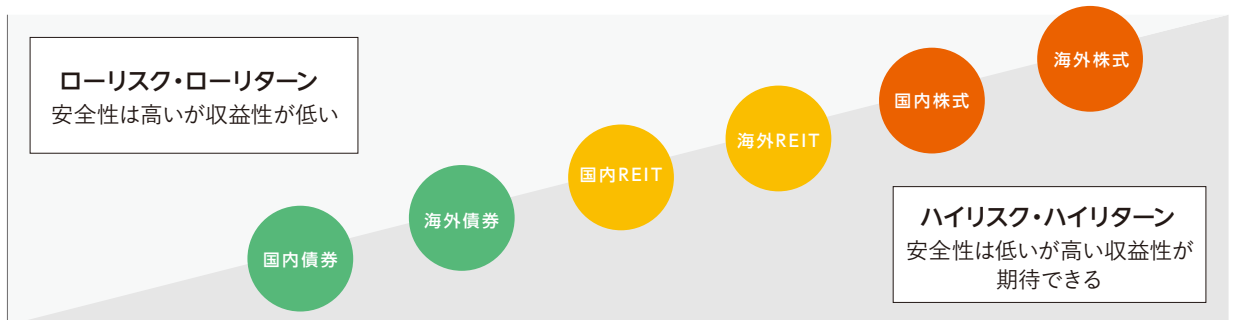 ローリスク・ローリターン
安全性は高いが収益性が低い
国内債券
海外債券
国内REIT
海外REIT
国内株式
海外株式
ハイリスク・ハイリターン
安全性は低いが高い収益性が
期待できる